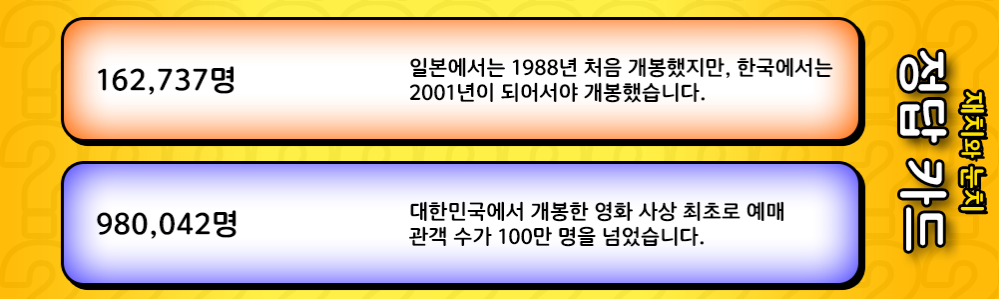 162,737명
일본에서는 1988년 처음 개봉했지만, 한국에서는
2001년이 되어서야 개봉했습니다.
980,042명
대한민국에서 개봉한 영화 사상 최초로 예매
관객 수가 100만 명을 넘었습니다.
재치와 눈치
정답 카드